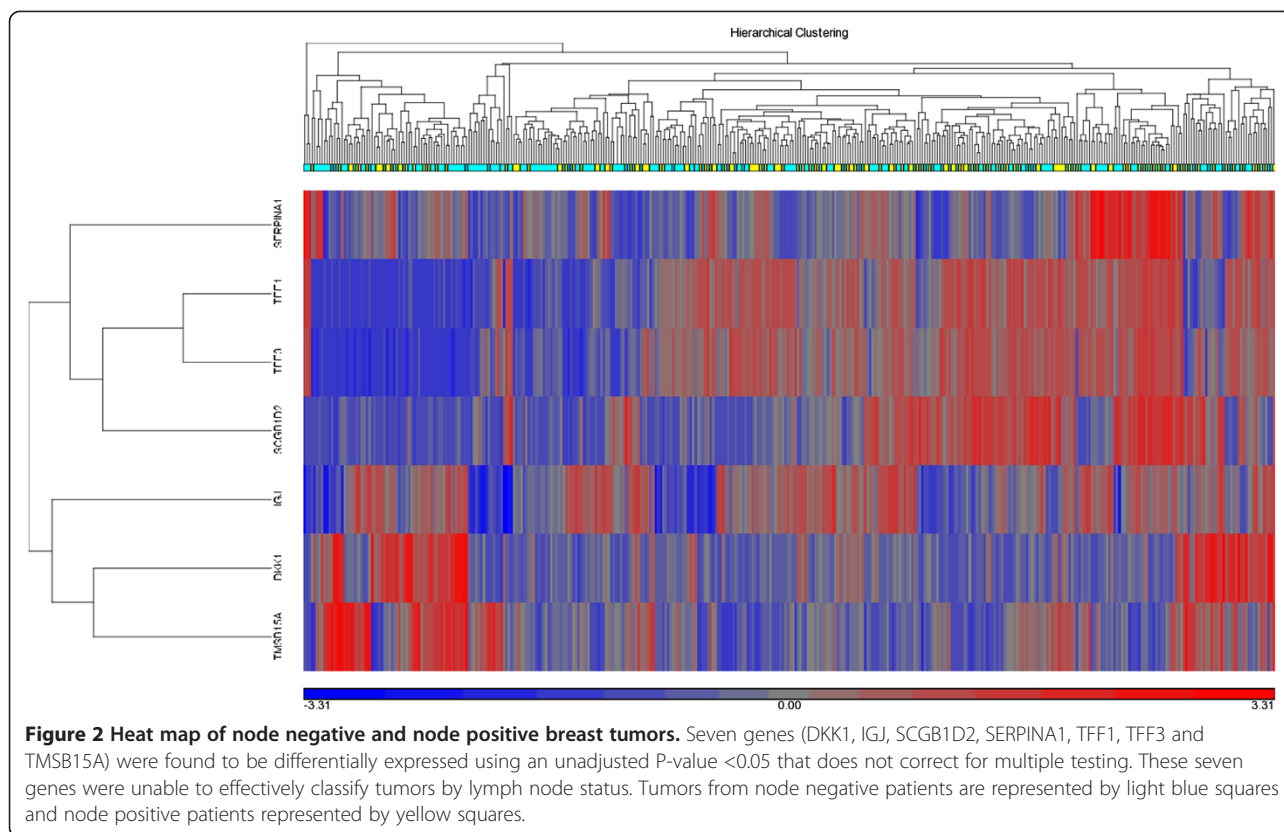 Hierarchical Clustering
SERPINA1
TFF1
TFF3
SCGB1D2
IGJ
DKK1
TMSB15A
-3.31 0.00 3.31
Figure 2 Heat map of node negative and node positive breast tumors. Seven genes (DKK1, IGJ, SCGB1D2, SERPINA1, TFF1, TFF3 and
TMSB15A) were found to be differentially expressed using an unadjusted P-value <0.05 that does not correct for multiple testing. These seven
genes were unable to effectively classify tumors by lymph node status. Tumors from node negative patients are represented by light blue squares
and node positive patients represented by yellow squares.